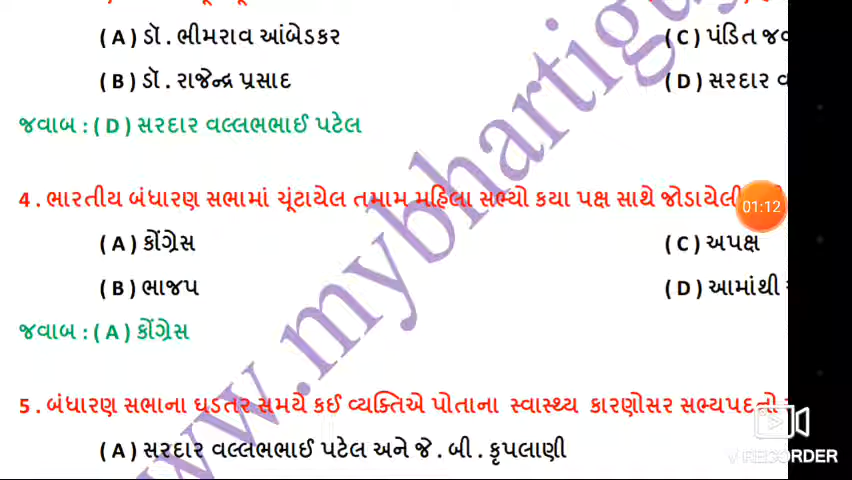 (A) ડૉ. ભીમરાવ આંબેડકર
(C) પંડિત
(B) ડૉ. રાજેન્દ્ર પ્રસાદ
(D) સરદાર
જવાબ : (D) સરદાર વલ્લભભાઈ પટેલ
4. ભારતીય બંધારણ સભામાં ચૂંટાયેલ તમામ મહિલા સભ્યો કયા પક્ષ સાથે જોડાયેલી
01:12
(A) કોંગ્રેસ
(C) અપક્ષ
(B) ભાજપ
(D) આમાંથી
જવાબ : (A) કોંગ્રેસ
5. બંધારણ સભાના ઘડતર સમયે કઈ વ્યક્તિએ પોતાના સ્વાસ્થ્ય કારણોસર સભ્યપદનો
(A) સરદાર વલ્લભભાઈ પટેલ અને જે. બી. કૃપલાણી
www.mybhartigu
V RECORDER